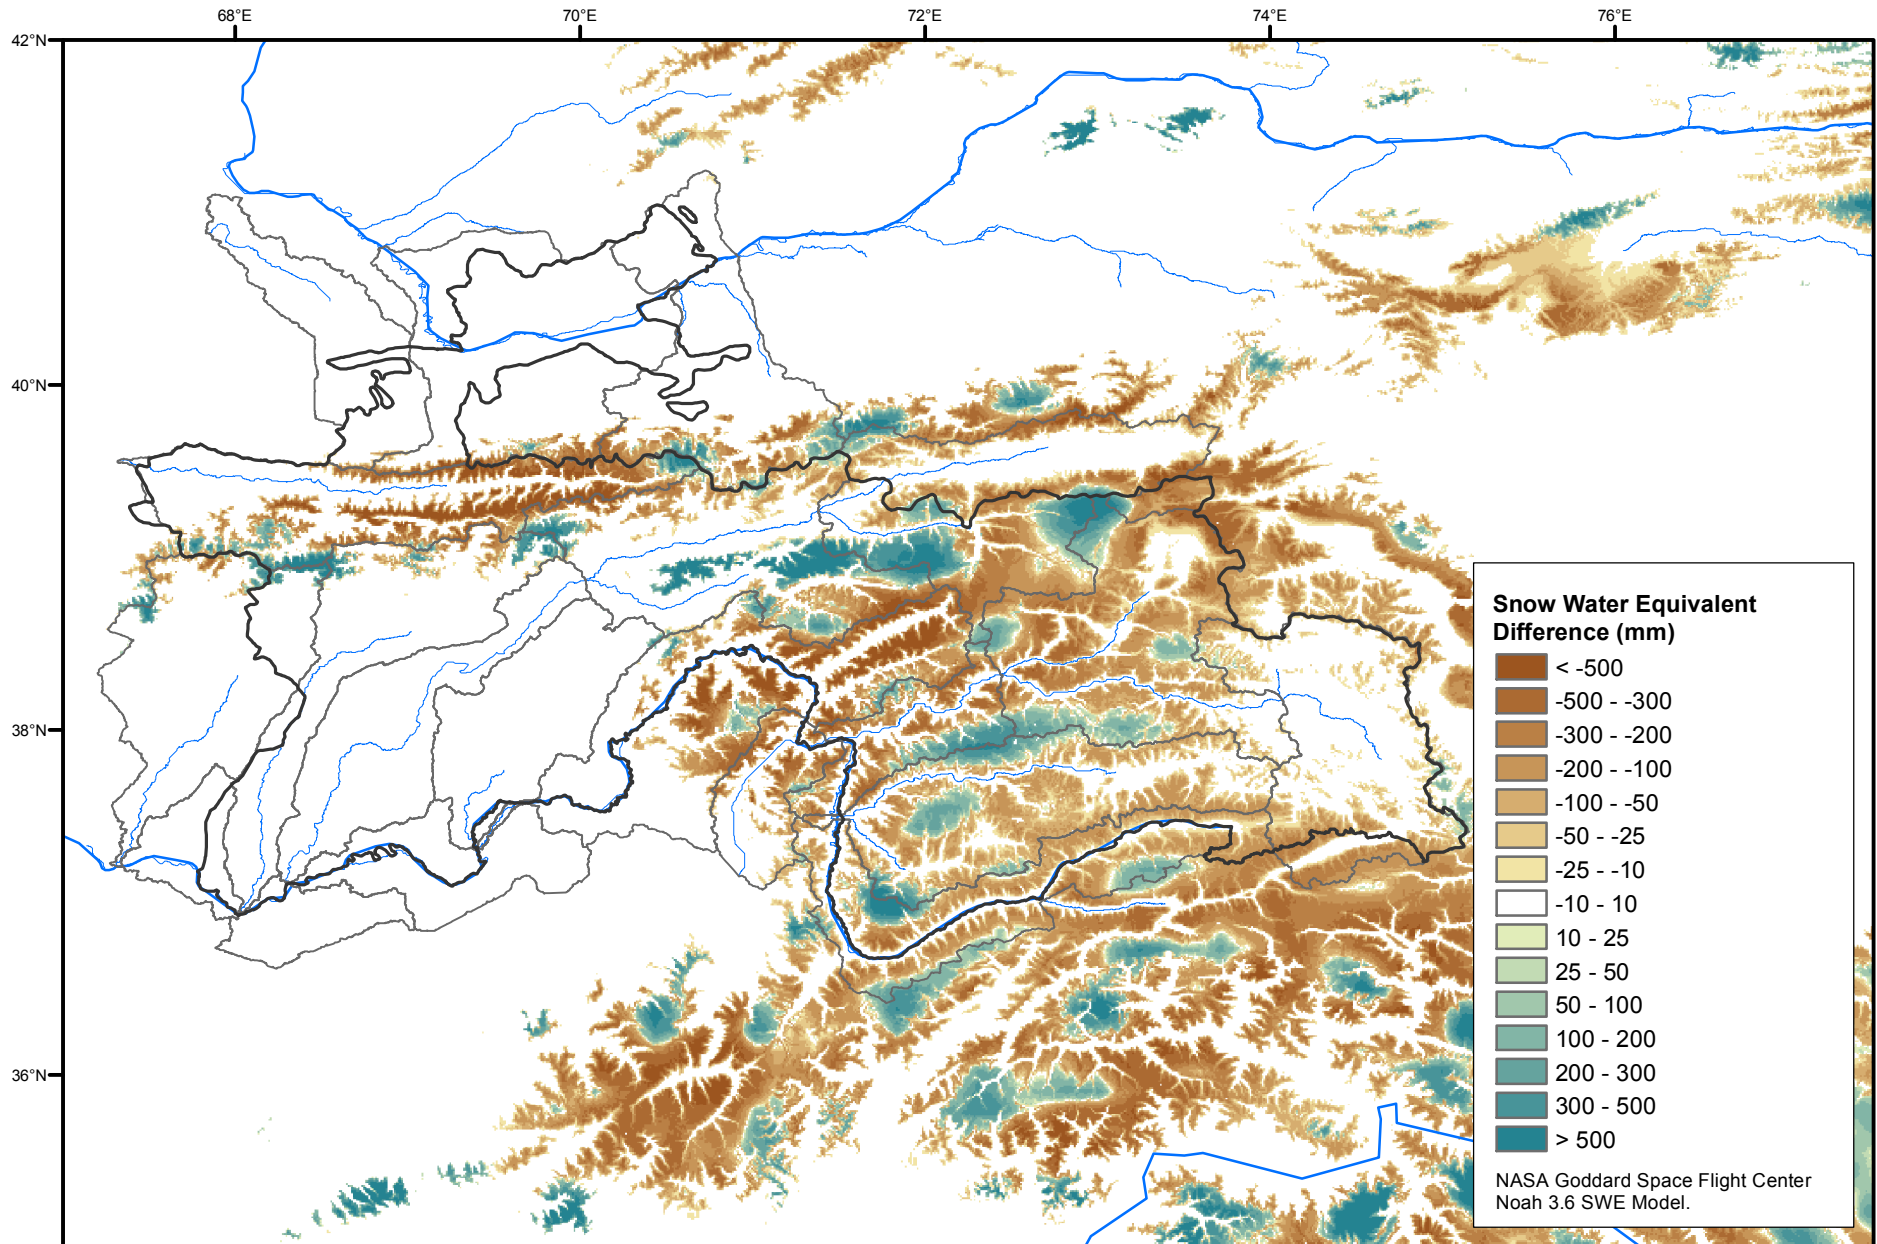 68°E
70°E
72°E
74°E
76°E
42°N
40°N
38°N
36°N
Snow Water Equivalent
Difference (mm)
< -500
-500 - -300
-300 - -200
-200 - -100
-100 - -50
-50 - -25
-25 - -10
-10 - 10
10 - 25
25 - 50
50 - 100
100 - 200
200 - 300
300 - 500
> 500
NASA Goddard Space Flight Center
Noah 3.6 SWE Model.